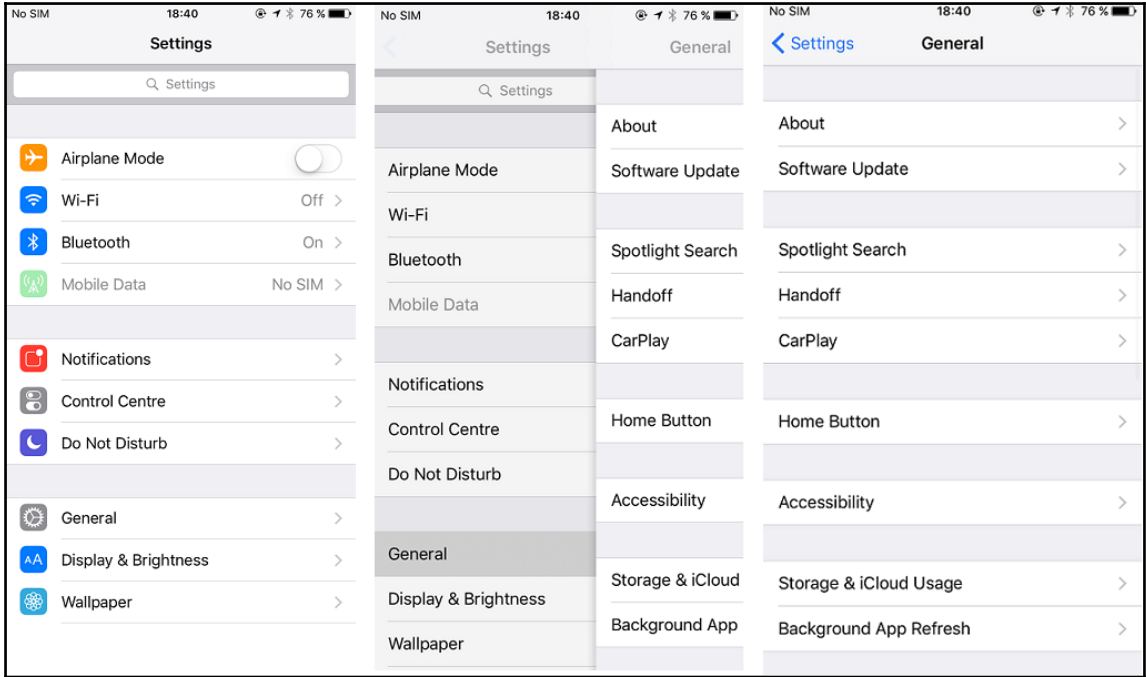 No SIM 18:40 76 %
Settings
Settings
Airplane Mode
Wi-Fi Off
Bluetooth On
Mobile Data No SIM
Notifications
Control Centre
Do Not Disturb
General
AA Display & Brightness
Wallpaper
No SIM 18:40 76 %
Settings General
Settings
Airplane Mode
Wi-Fi
Bluetooth
Mobile Data
Notifications
Control Centre
Do Not Disturb
General
Display & Brightness
Wallpaper
About
Software Update
Spotlight Search
Handoff
CarPlay
Home Button
Accessibility
Storage & iCloud
Background App
No SIM 18:40 76 %
Settings General
About
Software Update
Spotlight Search
Handoff
CarPlay
Home Button
Accessibility
Storage & iCloud Usage
Background App Refresh